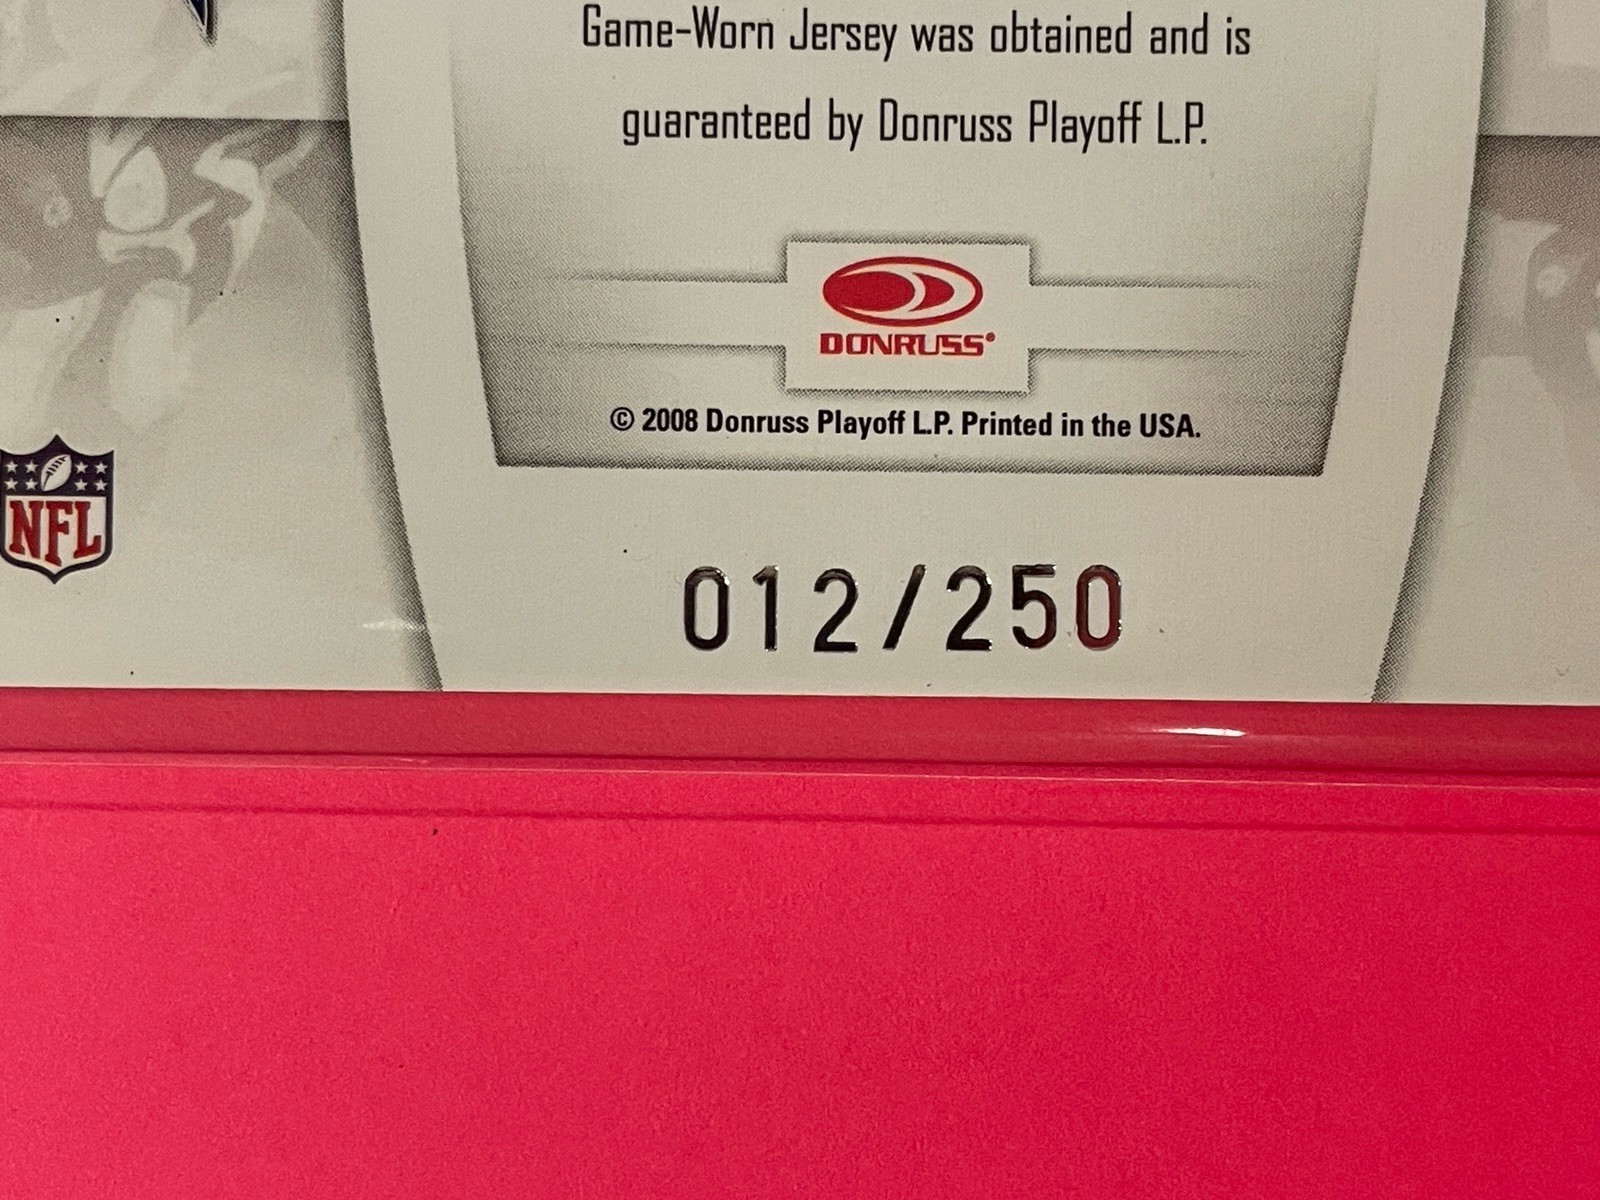 Game-Worn Jersey was obtained and is
guaranteed by Donruss Playoff L.P.
DONRUSS®
© 2008 Donruss Playoff L.P. Printed in the USA.
NFL
012/250